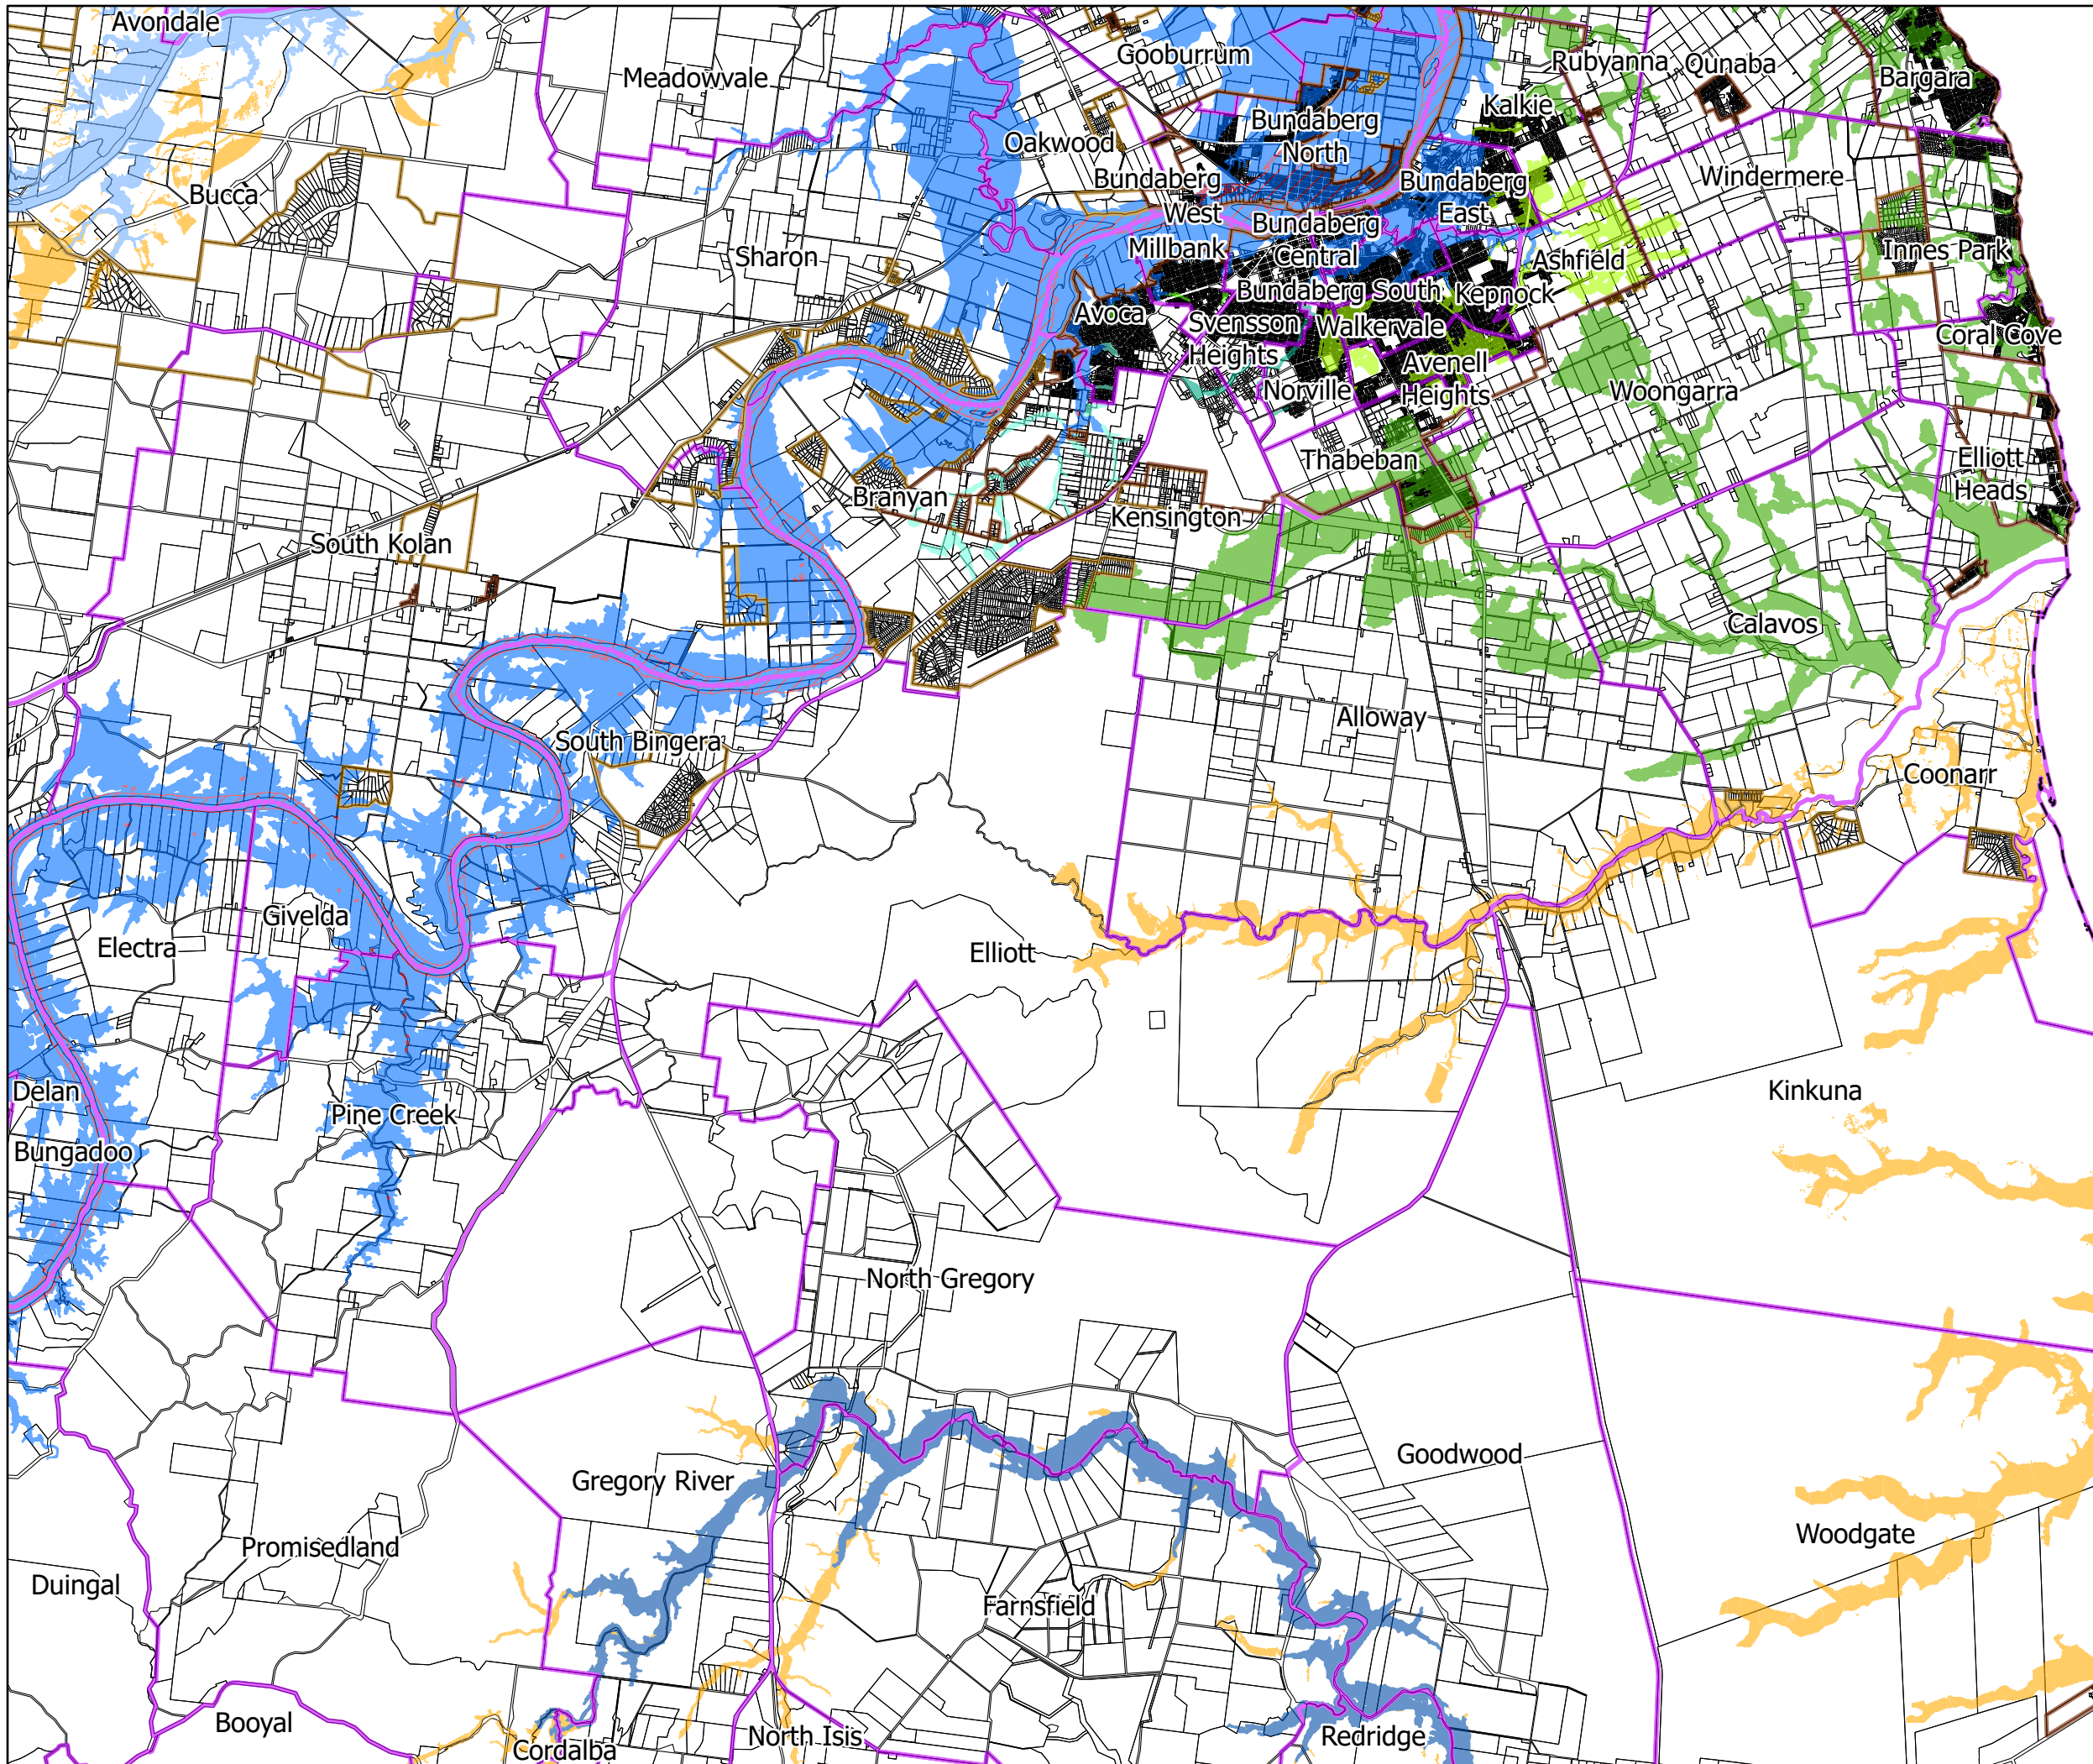 Avondale
Meadowvale
Gooburrum
Rubyanna
Qunaba
Bargara
Kalkie
Bundaberg
North
Oakwood
Bucca
Bundaberg
West
Bundaberg
East
Windermere
Sharon
Millbank
Bundaberg
Central
Ashfield
Innes Park
Avoca
Bundaberg South
Kepnock
Svensson
Heights
Walkervale
Coral Cove
Norville
Avenell
Heights
Woongarra
Thabeban
Elliott
Heads
Branyan
Kensington
South Kolan
Calavos
South Bingera
Alloway
Coonarr
Givelda
Electra
Elliott
Delan
Pine Creek
Kinkuna
Bungadoo
North Gregory
Goodwood
Gregory River
Woodgate
Promisedland
Duingal
Farnsfield
Booyal
Cordalba
North Isis
Redridge